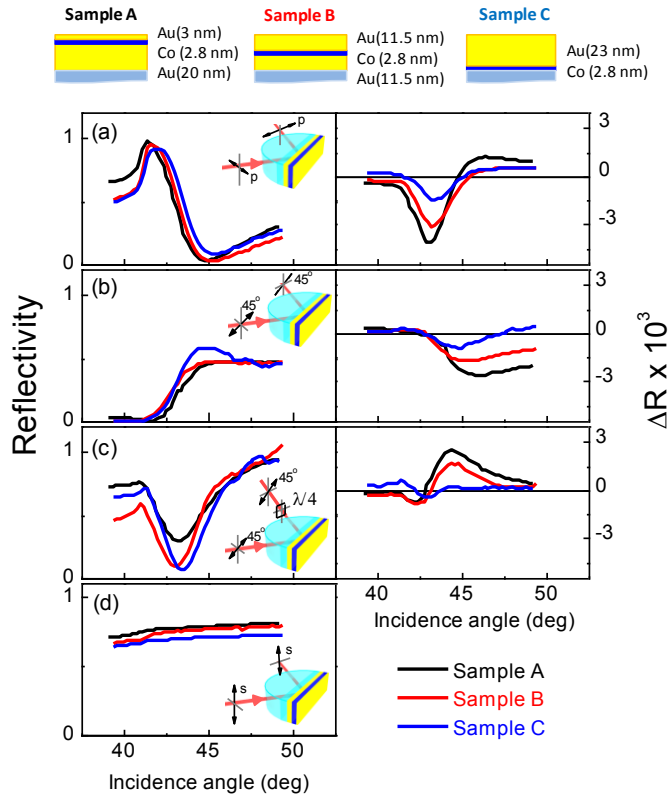 Sample A
Sample B
Sample C
Au(3 nm)
Co (2.8 nm)
Au(20 nm)
Au(11.5 nm)
Co (2.8 nm)
Au(11.5 nm)
Au(23 nm)
Co (2.8 nm)
(a)
p
p
1
0
3
0
-3
(b)
45°
45°
1
0
3
0
-3
Reflectivity
ΔR x 10³
(c)
45°
λ/4
45°
1
0
3
0
-3
40 45 50
Incidence angle (deg)
(d)
s
s
1
0
40 45 50
Incidence angle (deg)
Sample A
Sample B
Sample C